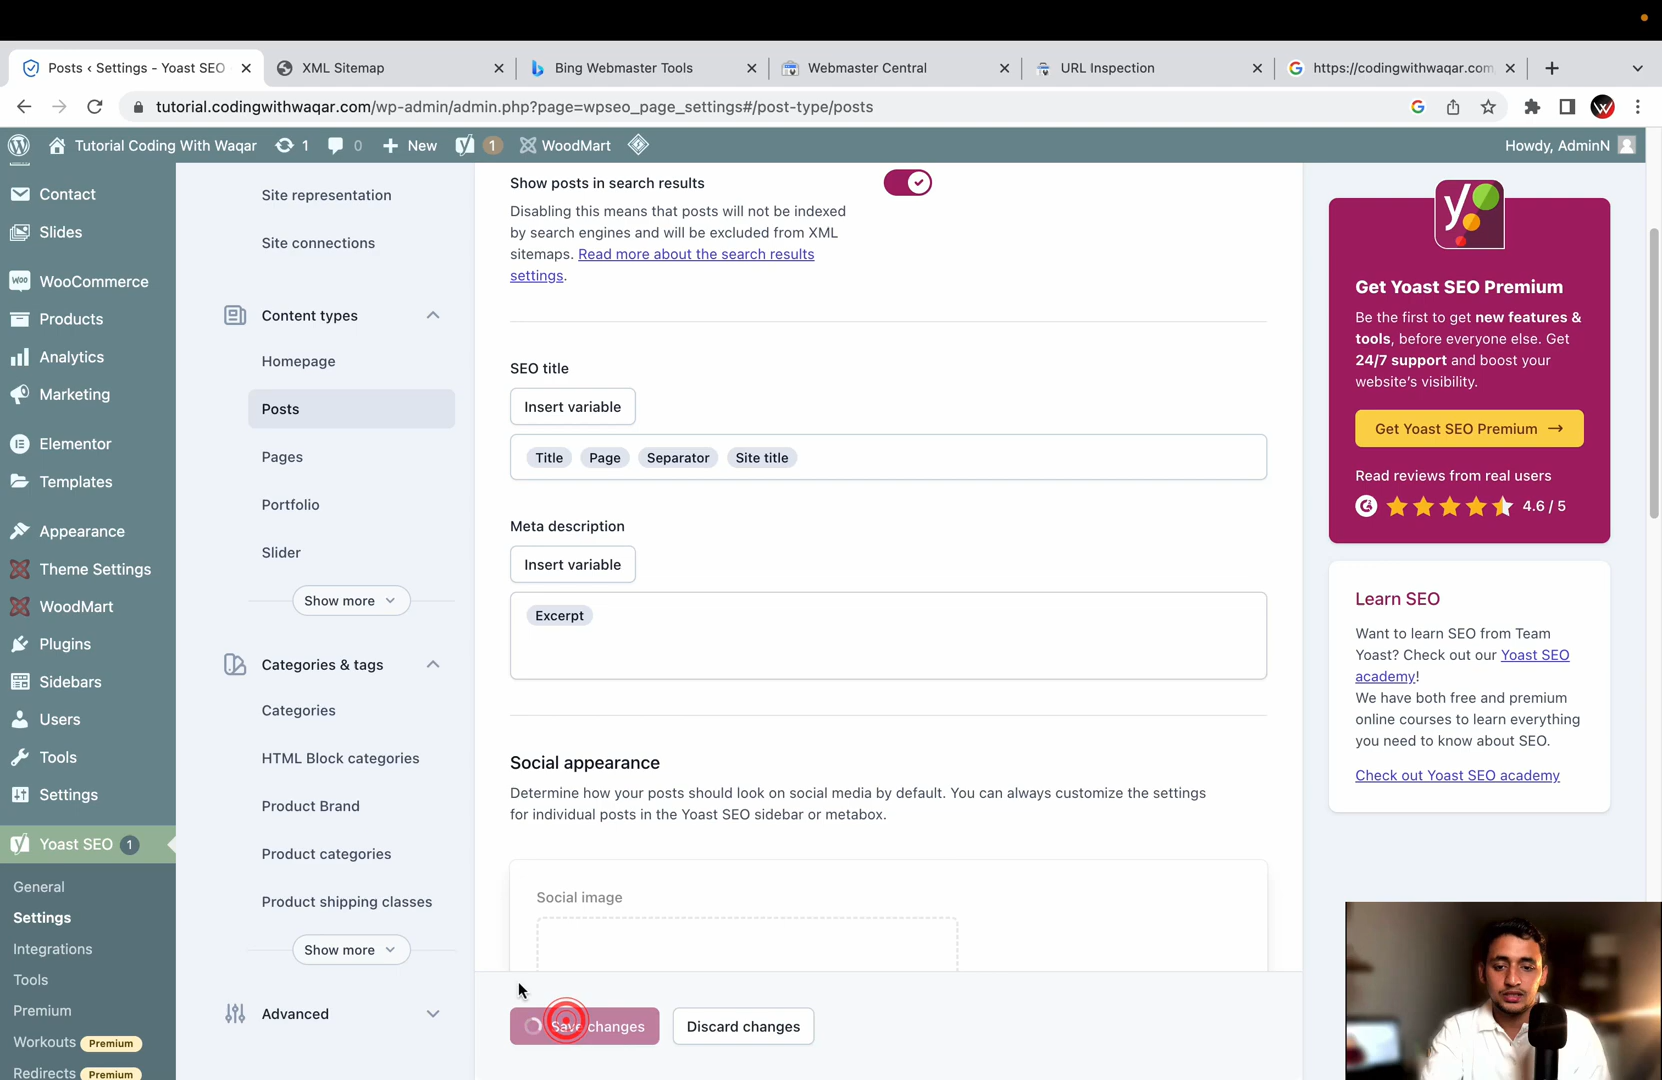 Posts < Settings - Yoast SEO
XML Sitemap
Bing Webmaster Tools
Webmaster Central
URL Inspection
https://codingwithwaqar.com
tutorial.codingwithwaqar.com/wp-admin/admin.php?page=wpseo_page_settings#/post-type/posts
Tutorial Coding With Waqar
1
0
New
1
WoodMart
Howdy, AdminN
Contact
Slides
WooCommerce
Products
Analytics
Marketing
Elementor
Templates
Appearance
Theme Settings
WoodMart
Plugins
Sidebars
Users
Tools
Settings
Yoast SEO 1
General
Settings
Integrations
Tools
Premium
Workouts Premium
Redirects Premium
Site representation
Site connections
Content types
Homepage
Posts
Pages
Portfolio
Slider
Show more
Categories & tags
Categories
HTML Block categories
Product Brand
Product categories
Product shipping classes
Show more
Advanced
Show posts in search results
Disabling this means that posts will not be indexed
by search engines and will be excluded from XML
sitemaps. Read more about the search results
settings.
SEO title
Insert variable
Title Page Separator Site title
Meta description
Insert variable
Excerpt
Social appearance
Determine how your posts should look on social media by default. You can always customize the settings
for individual posts in the Yoast SEO sidebar or metabox.
Social image
Save changes
Discard changes
Get Yoast SEO Premium
Be the first to get new features &
tools, before everyone else. Get
24/7 support and boost your
website's visibility.
Get Yoast SEO Premium →
Read reviews from real users
4.6 / 5
Learn SEO
Want to learn SEO from Team
Yoast? Check out our Yoast SEO
academy!
We have both free and premium
online courses to learn everything
you need to know about SEO.
Check out Yoast SEO academy